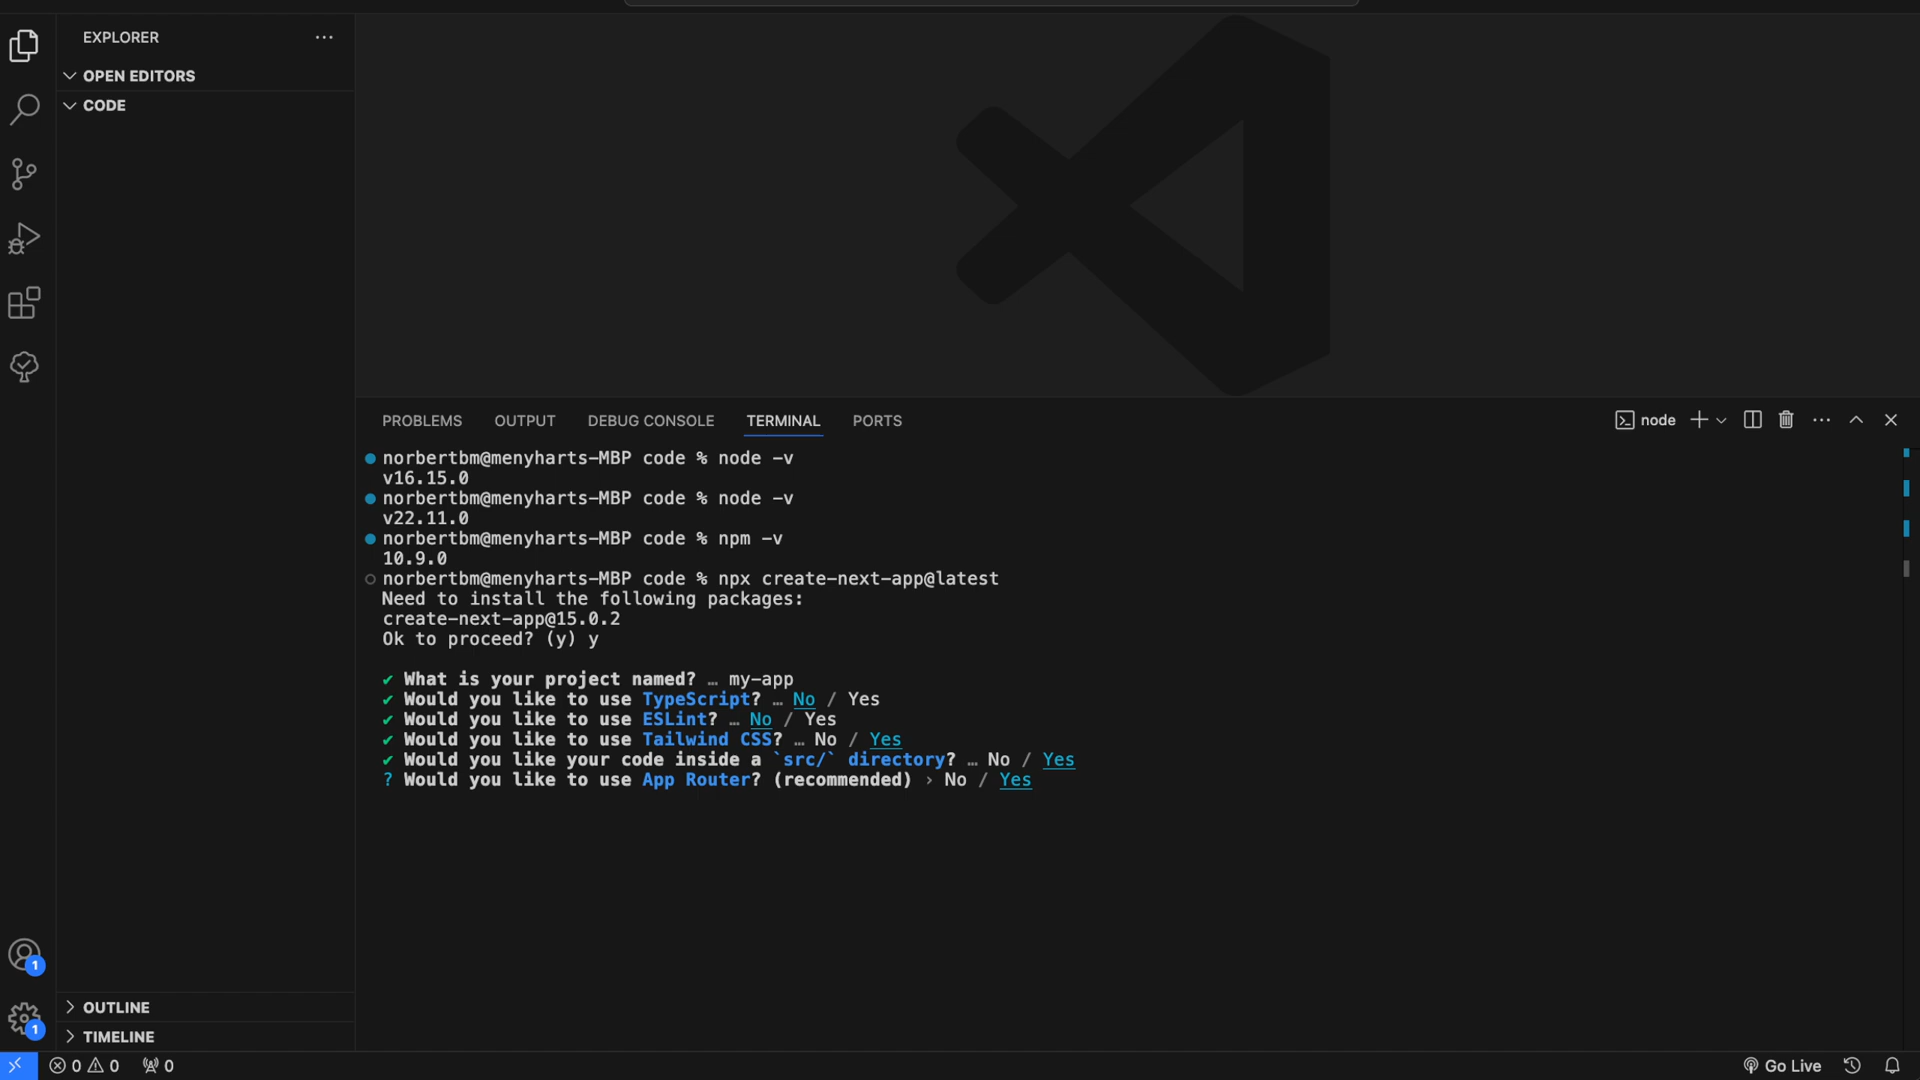 EXPLORER
OPEN EDITORS
CODE
PROBLEMS OUTPUT DEBUG CONSOLE TERMINAL PORTS node
norbertbm@menyharts-MBP code % node -v
v16.15.0
norbertbm@menyharts-MBP code % node -v
v22.11.0
norbertbm@menyharts-MBP code % npm -v
10.9.0
norbertbm@menyharts-MBP code % npx create-next-app@latest
Need to install the following packages:
create-next-app@15.0.2
Ok to proceed? (y) y
✔ What is your project named? … my-app
✔ Would you like to use TypeScript? … No / Yes
✔ Would you like to use ESLint? … No / Yes
✔ Would you like to use Tailwind CSS? … No / Yes
✔ Would you like your code inside a `src/` directory? … No / Yes
? Would you like to use App Router? (recommended) › No / Yes
1
1
OUTLINE
TIMELINE
0 0 0 Go Live